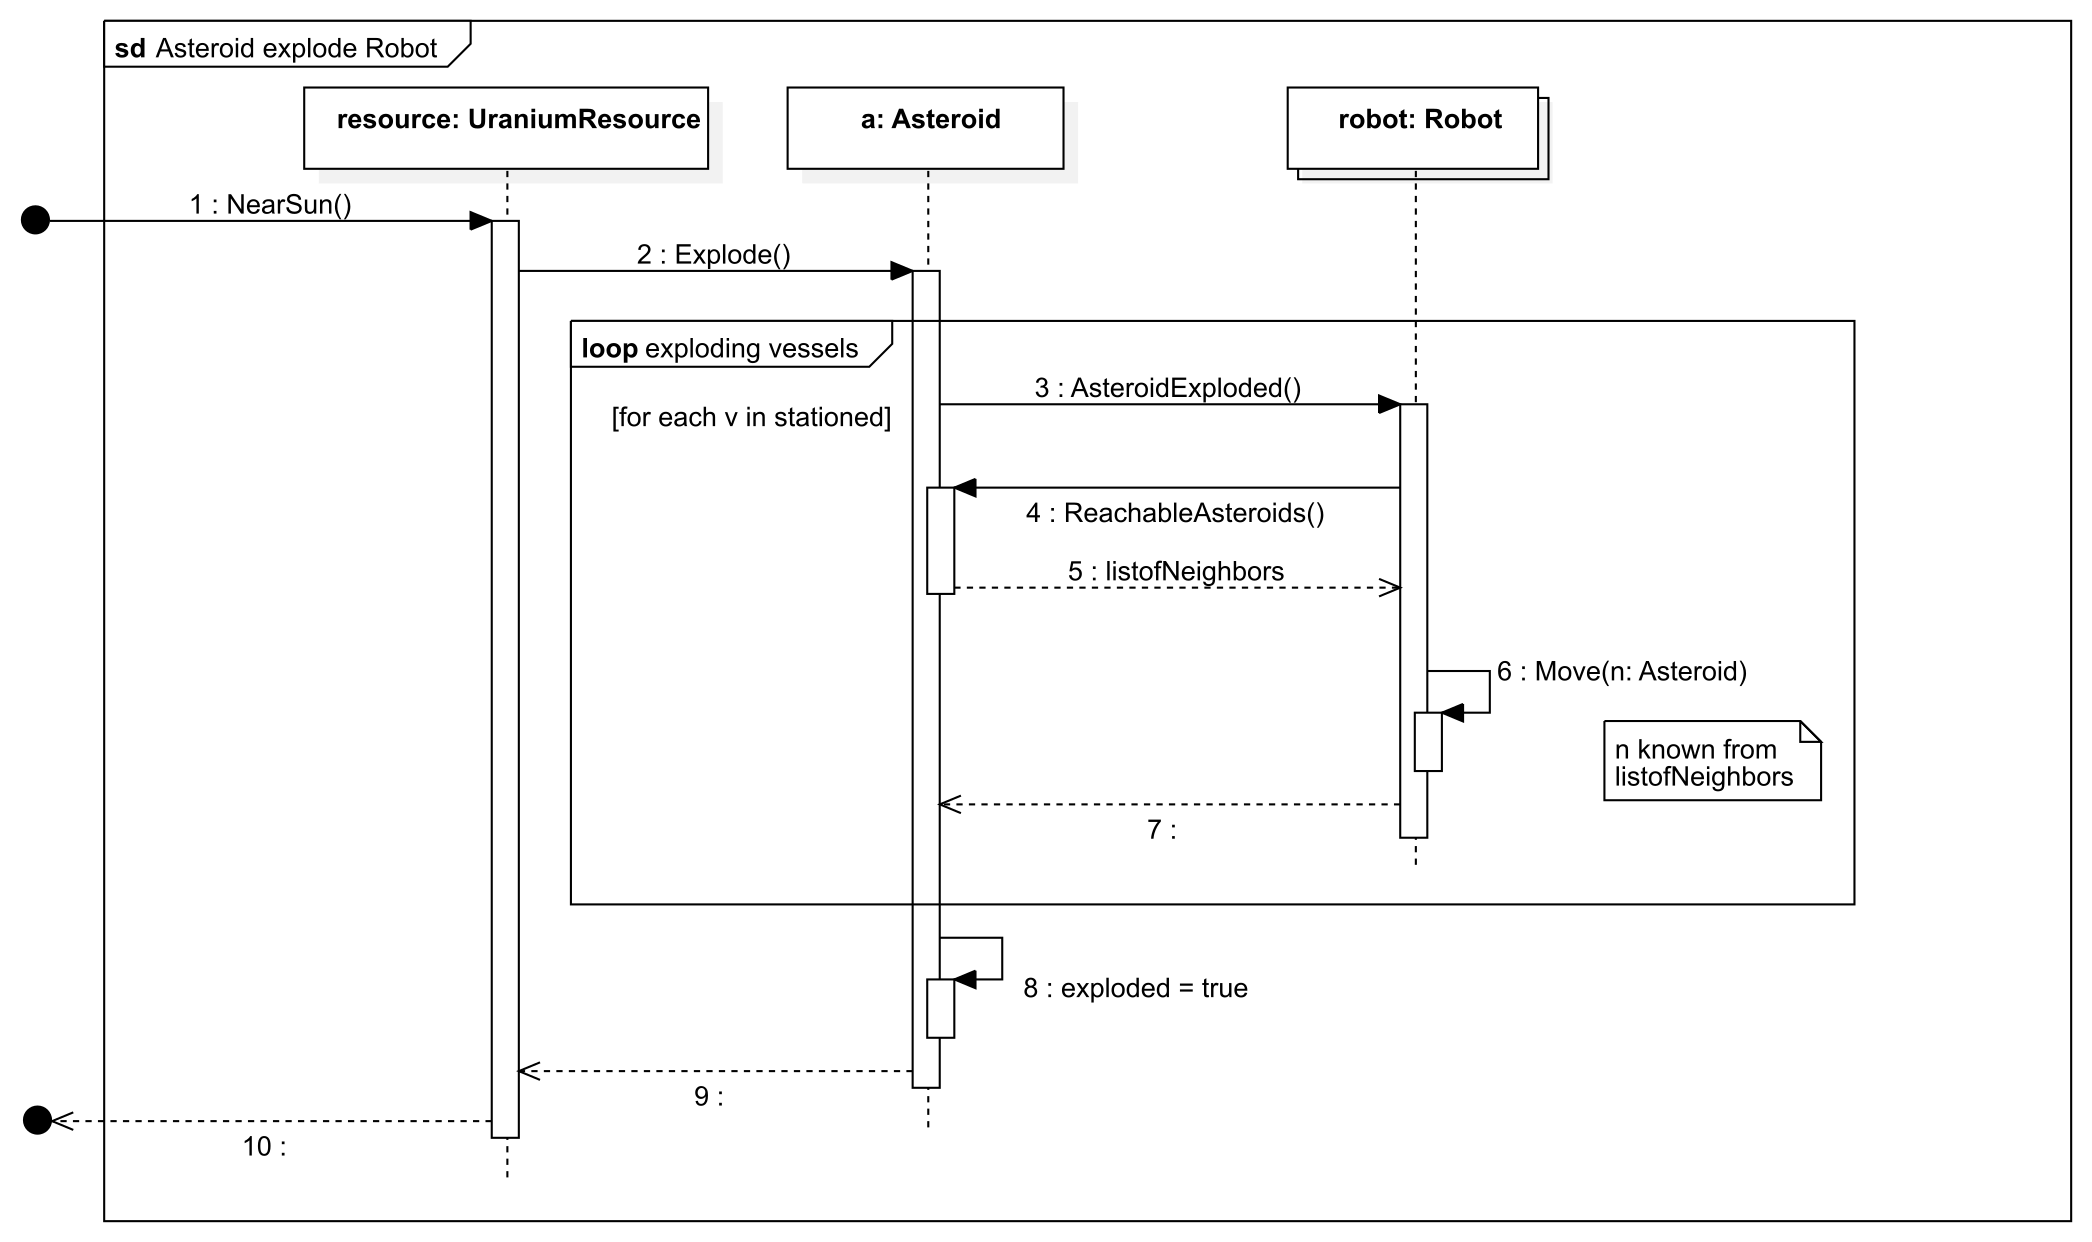 sd Asteroid explode Robot
resource: UraniumResource
a: Asteroid
robot: Robot
1 : NearSun()
2 : Explode()
loop exploding vessels
[for each v in stationed]
3 : AsteroidExploded()
4 : ReachableAsteroids()
5 : listofNeighbors
6 : Move(n: Asteroid)
n known from
listofNeighbors
7 :
8 : exploded = true
9 :
10 :